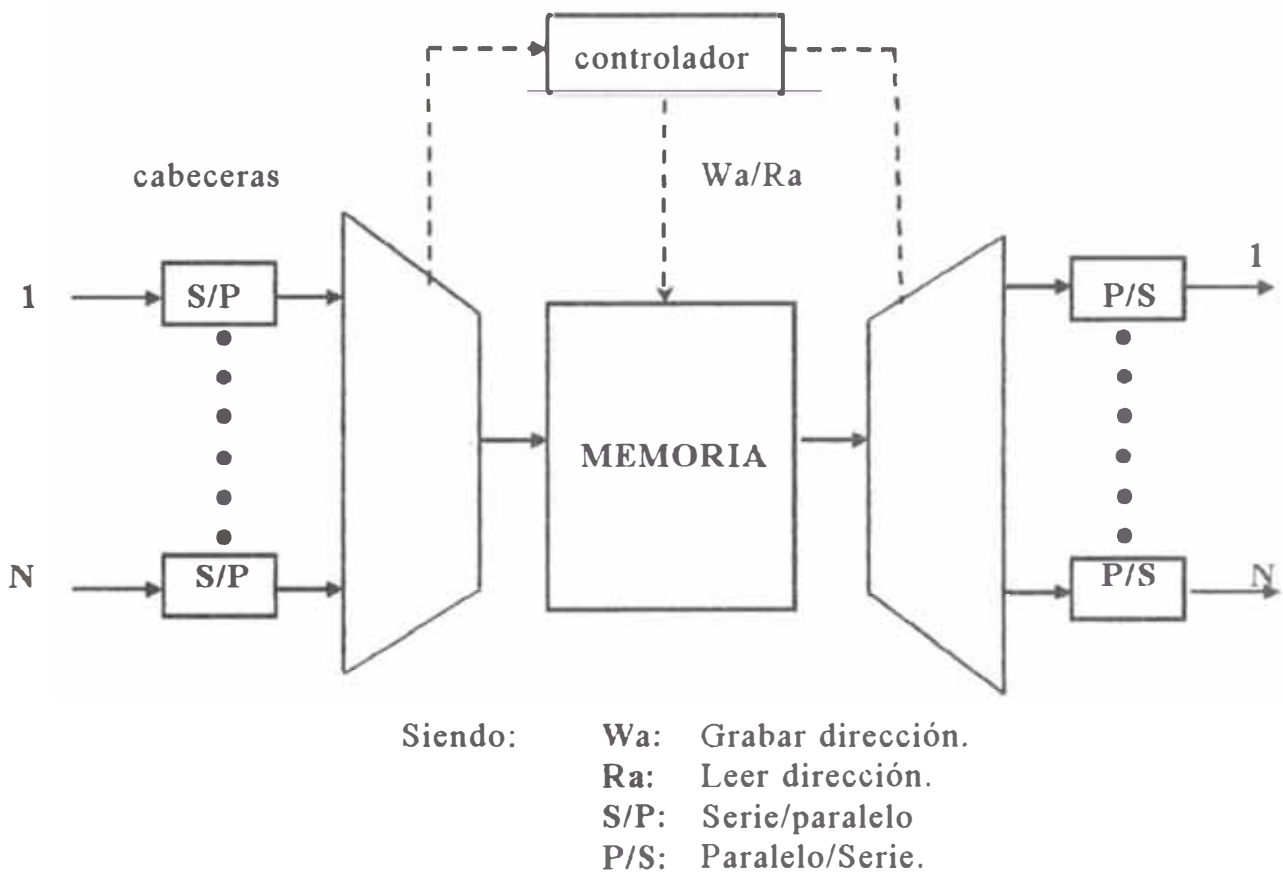 controlador
cabeceras
Wa/Ra
1
S/P
P/S
1
MEMORIA
N
S/P
P/S
N
Siendo: Wa: Grabar dirección.
Ra: Leer dirección.
S/P: Serie/paralelo
P/S: Paralelo/Serie.